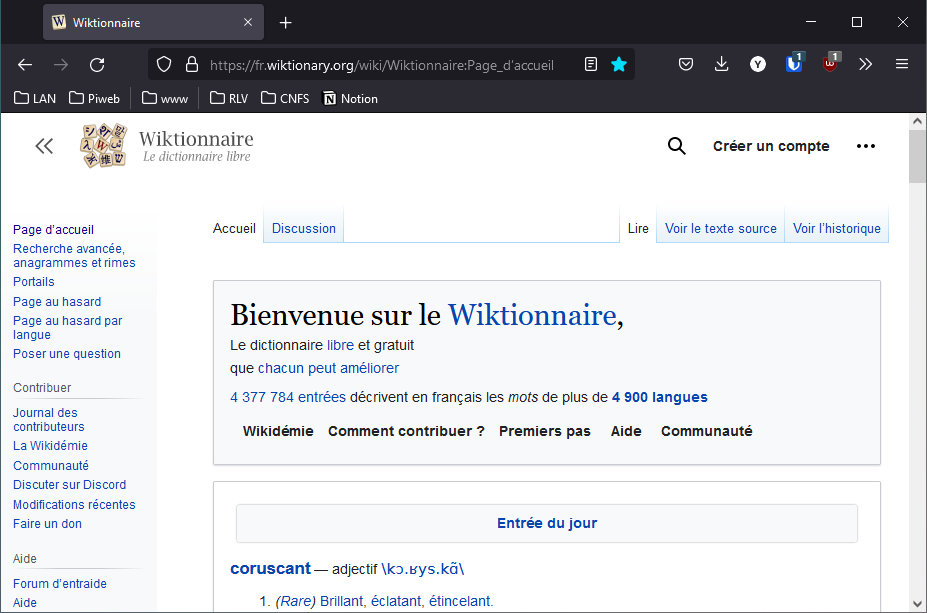 Wiktionnaire
https://fr.wiktionary.org/wiki/Wiktionnaire:Page_d'accueil
1
1
LAN Piweb www RLV CNFS Notion
Wiktionnaire
Le dictionnaire libre
Créer un compte
Page d'accueil
Recherche avancée,
anagrammes et rimes
Portails
Page au hasard
Page au hasard par
langue
Poser une question
Contribuer
Journal des
contributeurs
La Wikidémie
Communauté
Discuter sur Discord
Modifications récentes
Faire un don
Aide
Forum d'entraide
Aide
Accueil Discussion Lire Voir le texte source Voir l'historique
Bienvenue sur le Wiktionnaire,
Le dictionnaire libre et gratuit
que chacun peut améliorer
4 377 784 entrées décrivent en français les mots de plus de 4 900 langues
Wikidémie Comment contribuer ? Premiers pas Aide Communauté
Entrée du jour
coruscant — adjectif \kɔ.ʁys.kɑ̃\
1. (Rare) Brillant, éclatant, étincelant.